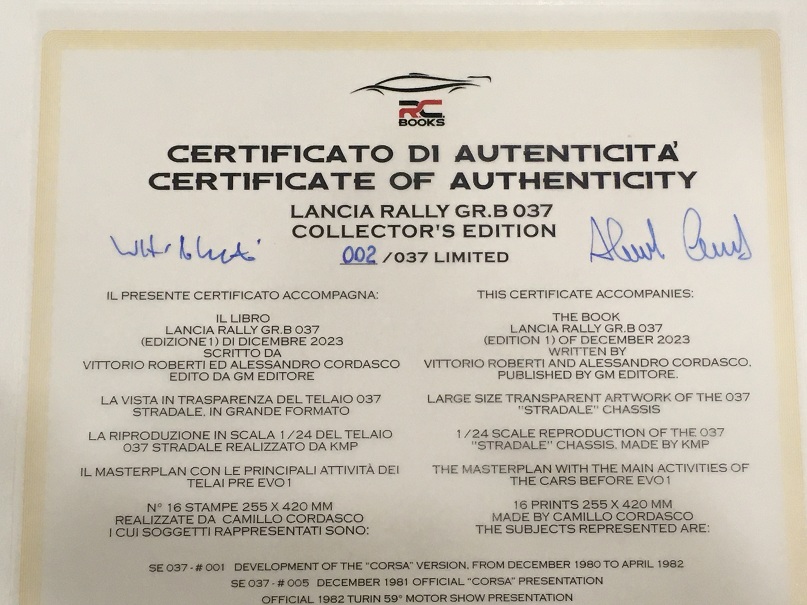 RC
BOOKS
CERTIFICATO DI AUTENTICITA'
CERTIFICATE OF AUTHENTICITY
LANCIA RALLY GR.B 037
COLLECTOR'S EDITION
002 /037 LIMITED
IL PRESENTE CERTIFICATO ACCOMPAGNA:
IL LIBRO
LANCIA RALLY GR.B 037
(EDIZIONE 1) DI DICEMBRE 2023
SCRITTO DA
VITTORIO ROBERTI ED ALESSANDRO CORDASCO
EDITO DA GM EDITORE
LA VISTA IN TRASPARENZA DEL TELAIO 037
STRADALE, IN GRANDE FORMATO
LA RIPRODUZIONE IN SCALA 1/24 DEL TELAIO
037 STRADALE REALIZZATO DA KMP
IL MASTERPLAN CON LE PRINCIPALI ATTIVITÀ DEI
TELAI PRE EVO1
N° 16 STAMPE 255 X 420 MM
REALIZZATE DA CAMILLO CORDASCO
I CUI SOGGETTI RAPPRESENTATI SONO:
THIS CERTIFICATE ACCOMPANIES:
THE BOOK
LANCIA RALLY GR.B 037
(EDITION 1) OF DECEMBER 2023
WRITTEN BY
VITTORIO ROBERTI AND ALESSANDRO CORDASCO.
PUBLISHED BY GM EDITORE.
LARGE SIZE TRANSPARENT ARTWORK OF THE 037
"STRADALE" CHASSIS
1/24 SCALE REPRODUCTION OF THE 037
"STRADALE" CHASSIS, MADE BY KMP
THE MASTERPLAN WITH THE MAIN ACTIVITIES OF
THE CARS BEFORE EVO1
16 PRINTS 255 X 420 MM
MADE BY CAMILLO CORDASCO
THE SUBJECTS REPRESENTED ARE:
SE 037 - # 001 DEVELOPMENT OF THE "CORSA" VERSION, FROM DECEMBER 1980 TO APRIL 1982
SE 037 - # 005 DECEMBER 1981 OFFICIAL "CORSA" PRESENTATION
OFFICIAL 1982 TURIN 59° MOTOR SHOW PRESENTATION